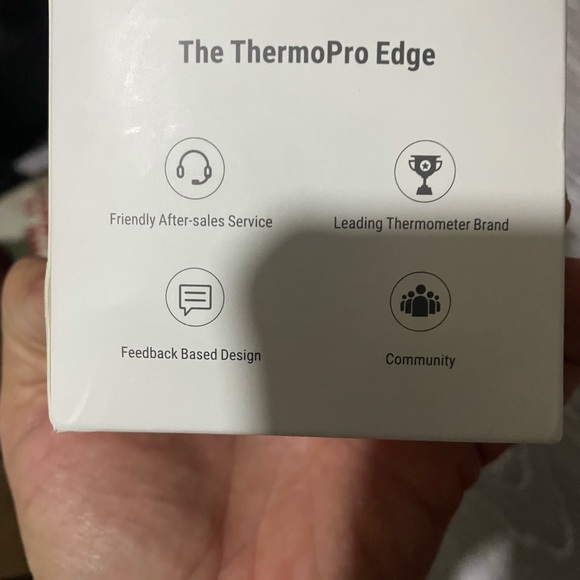 The ThermoPro Edge
Friendly After-sales Service
Leading Thermometer Brand
Feedback Based Design
Community